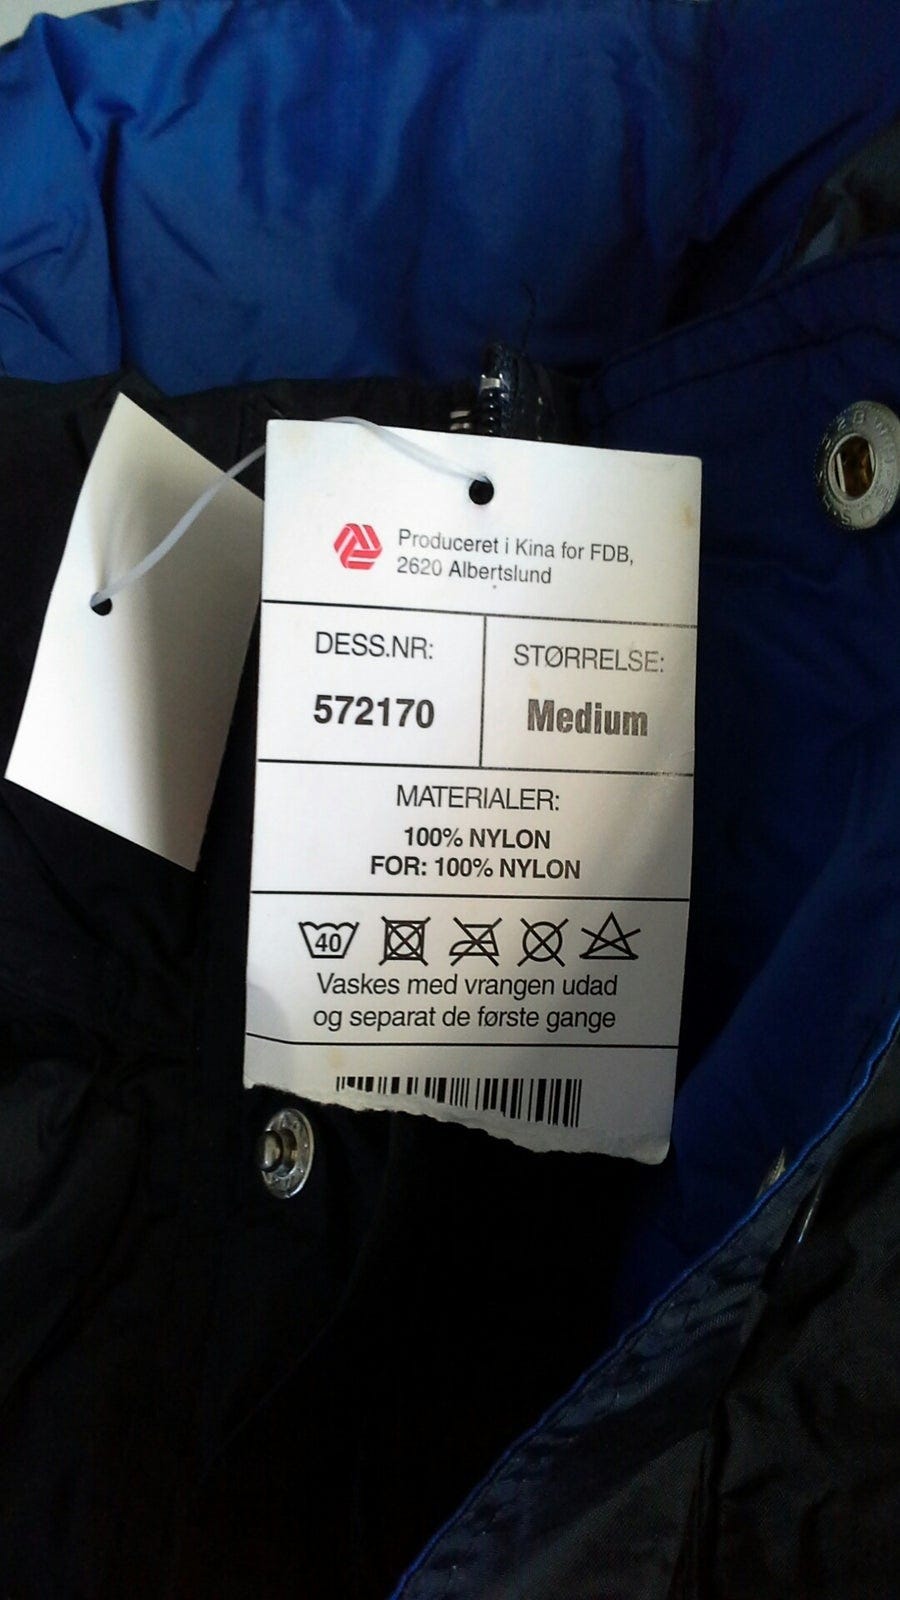 Produceret i Kina for FDB,
2620 Albertslund
DESS.NR:
572170
STØRRELSE:
Medium
MATERIALER:
100% NYLON
FOR: 100% NYLON
40
Vaskes med vrangen udad
og separat de første gange